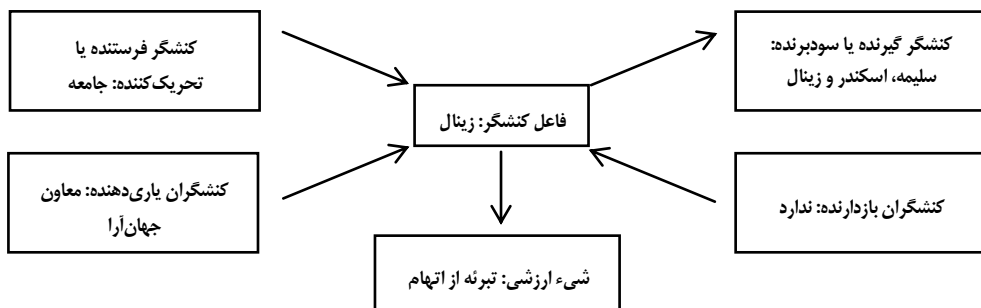 کنشگر گیرنده یا سودبرنده:
سلیمه، اسکندر و زینال
کنشگر فرستنده یا
تحریک‌کننده: جامعه
فاعل کنشگر: زینال
کنشگران بازدارنده: ندارد
کنشگران یاری‌دهنده: معاون
جهان‌آرا
شیء ارزشی: تبرئه از اتهام